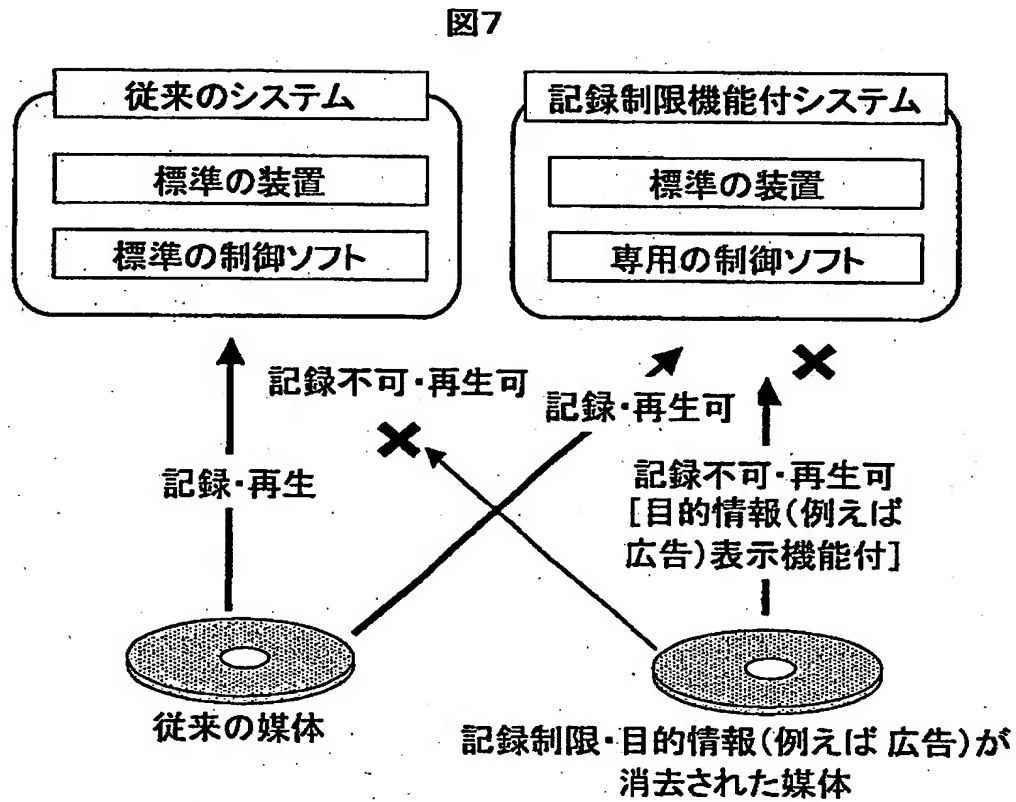 図7
従来のシステム
標準の装置
標準の制御ソフト
記録制限機能付システム
標準の装置
専用の制御ソフト
記録不可・再生可
記録・再生可
記録・再生
記録不可・再生可
[目的情報(例えば
広告)表示機能付]
従来の媒体
記録制限・目的情報(例えば 広告)が
消去された媒体